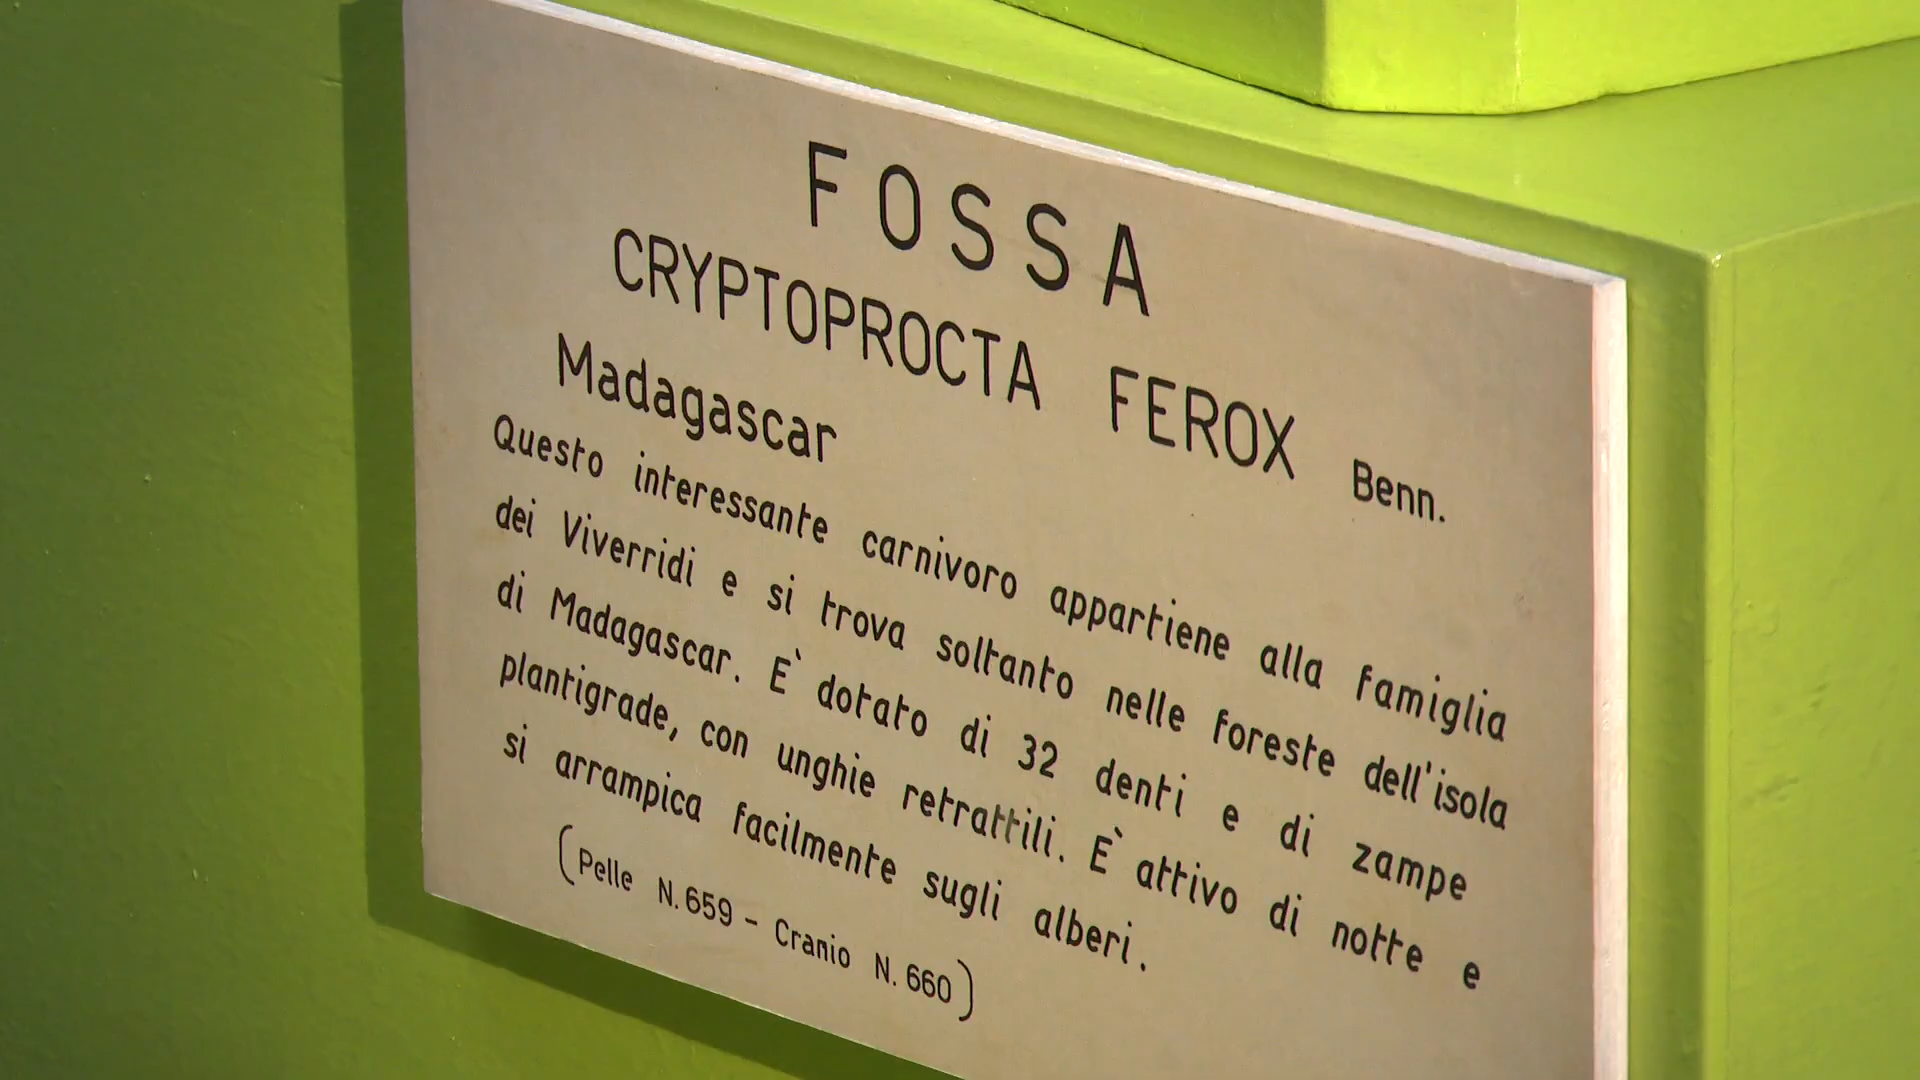 FOSSA
CRYPTOPROCTA FEROX Benn.
Madagascar
Questo interessante carnivoro appartiene alla famiglia
dei Viverridi e si trova soltanto nelle foreste dell'isola
di Madagascar. E` dotato di 32 denti e di zampe
plantigrade, con unghie retrattili. E` attivo di notte e
si arrampica facilmente sugli alberi.
(Pelle N. 659 - Cranio N. 660)